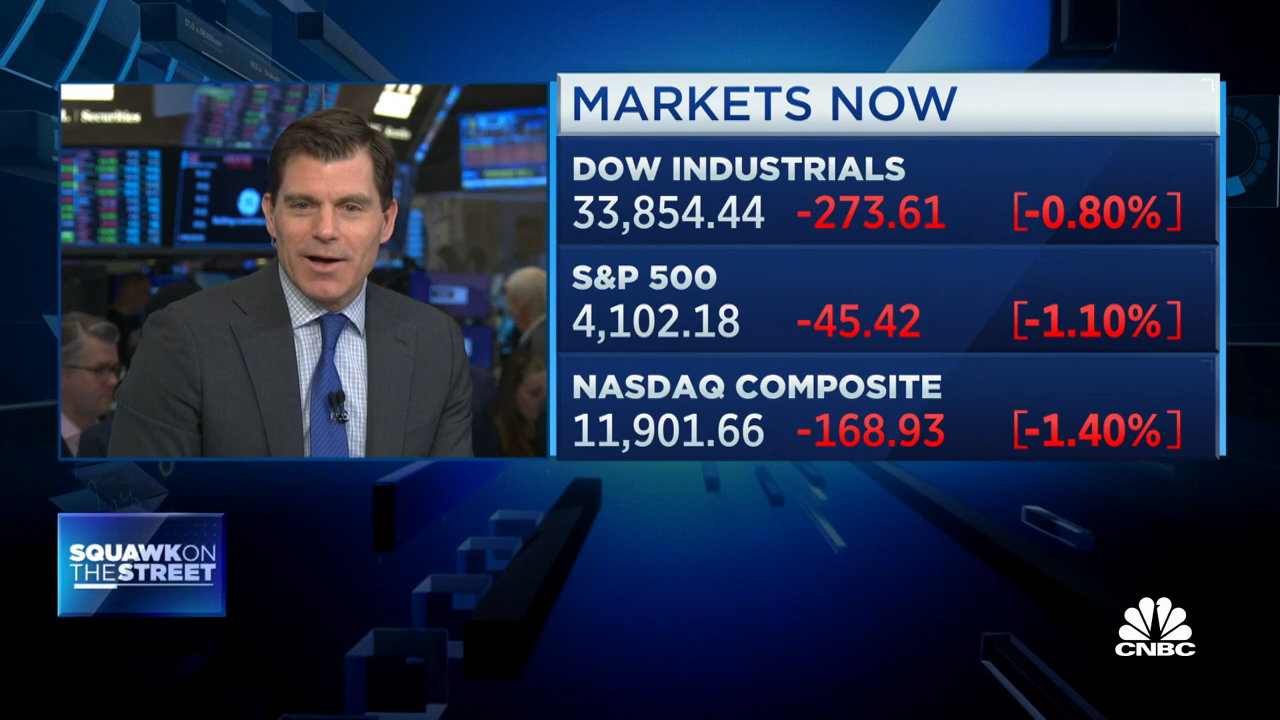 Securities
MARKETS NOW
DOW INDUSTRIALS
33,854.44 -273.61 [-0.80%]
S&P 500
4,102.18 -45.42 [-1.10%]
NASDAQ COMPOSITE
11,901.66 -168.93 [-1.40%]
SQUAWK ON
THE STREET
CNBC